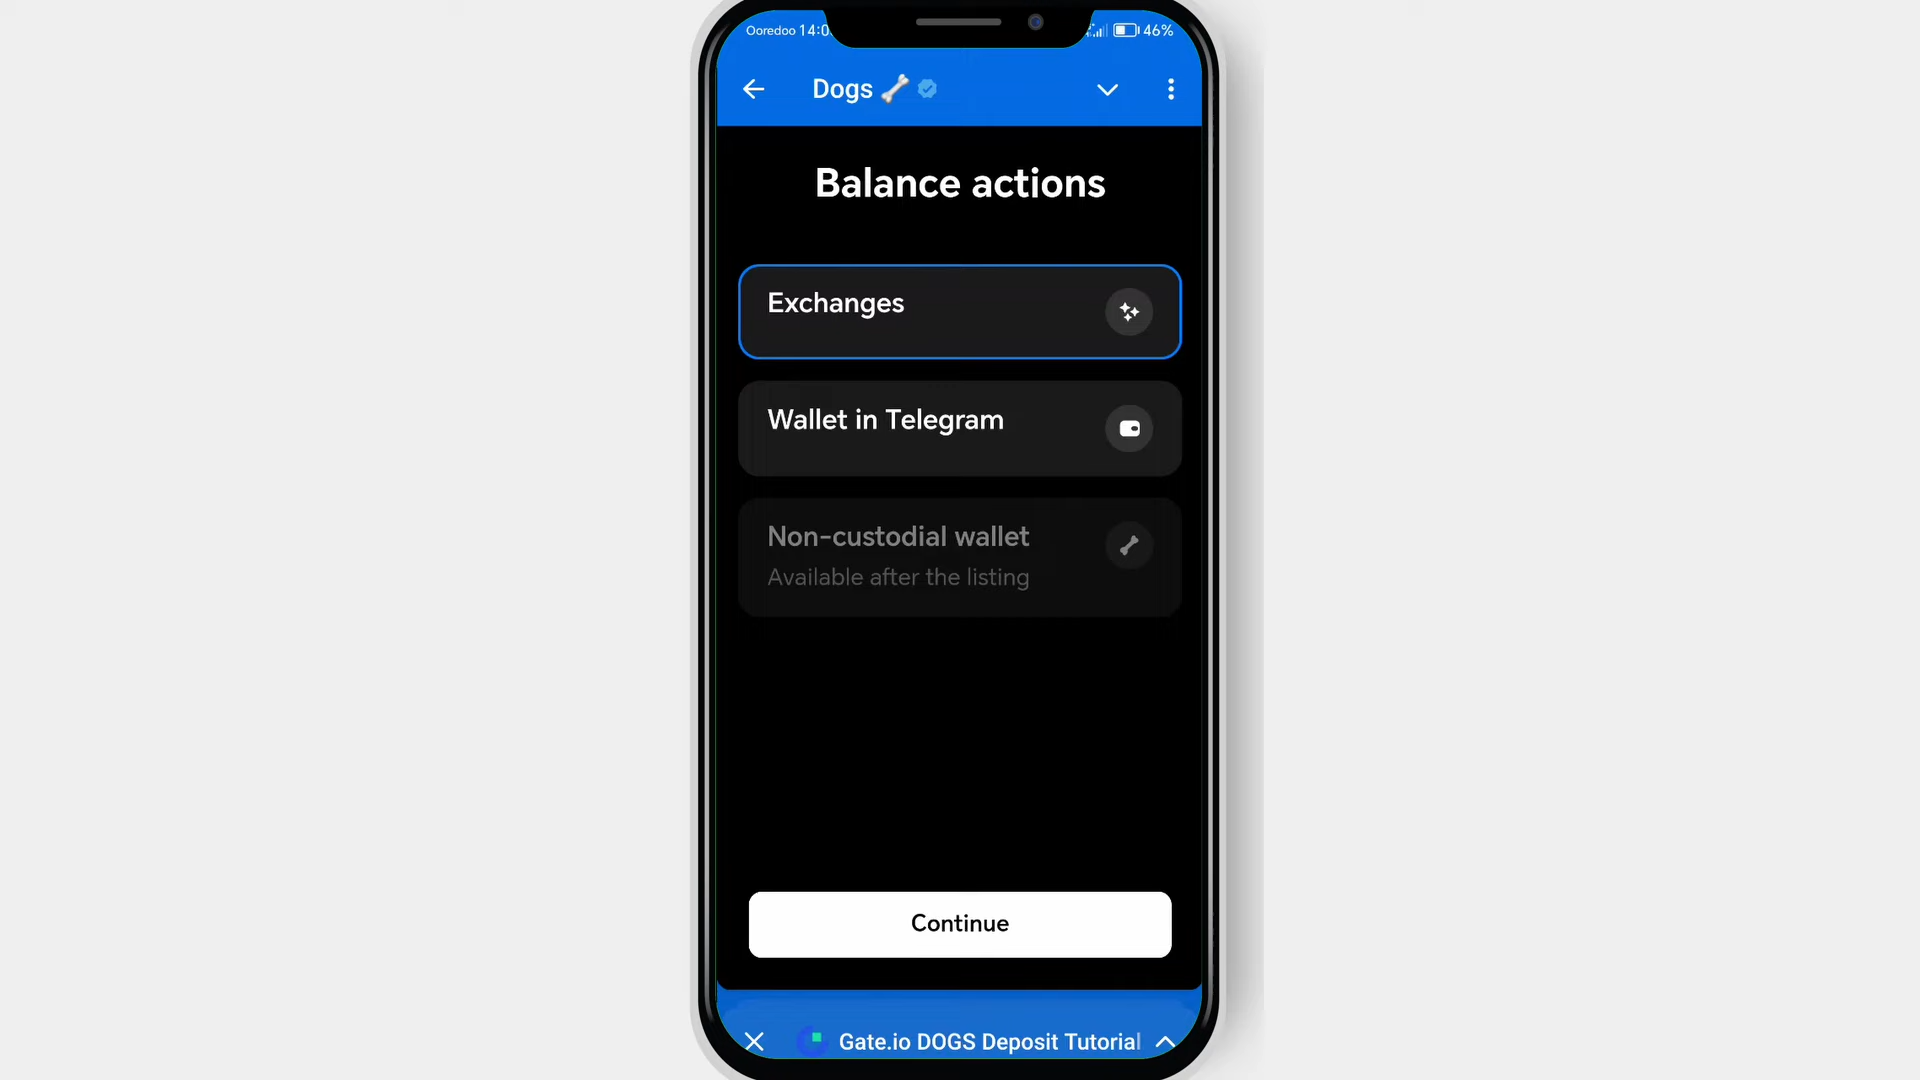 Ooredoo 14:0
46%
Dogs
Balance actions
Exchanges
Wallet in Telegram
Non-custodial wallet
Available after the listing
Continue
Gate.io DOGS Deposit Tutorial